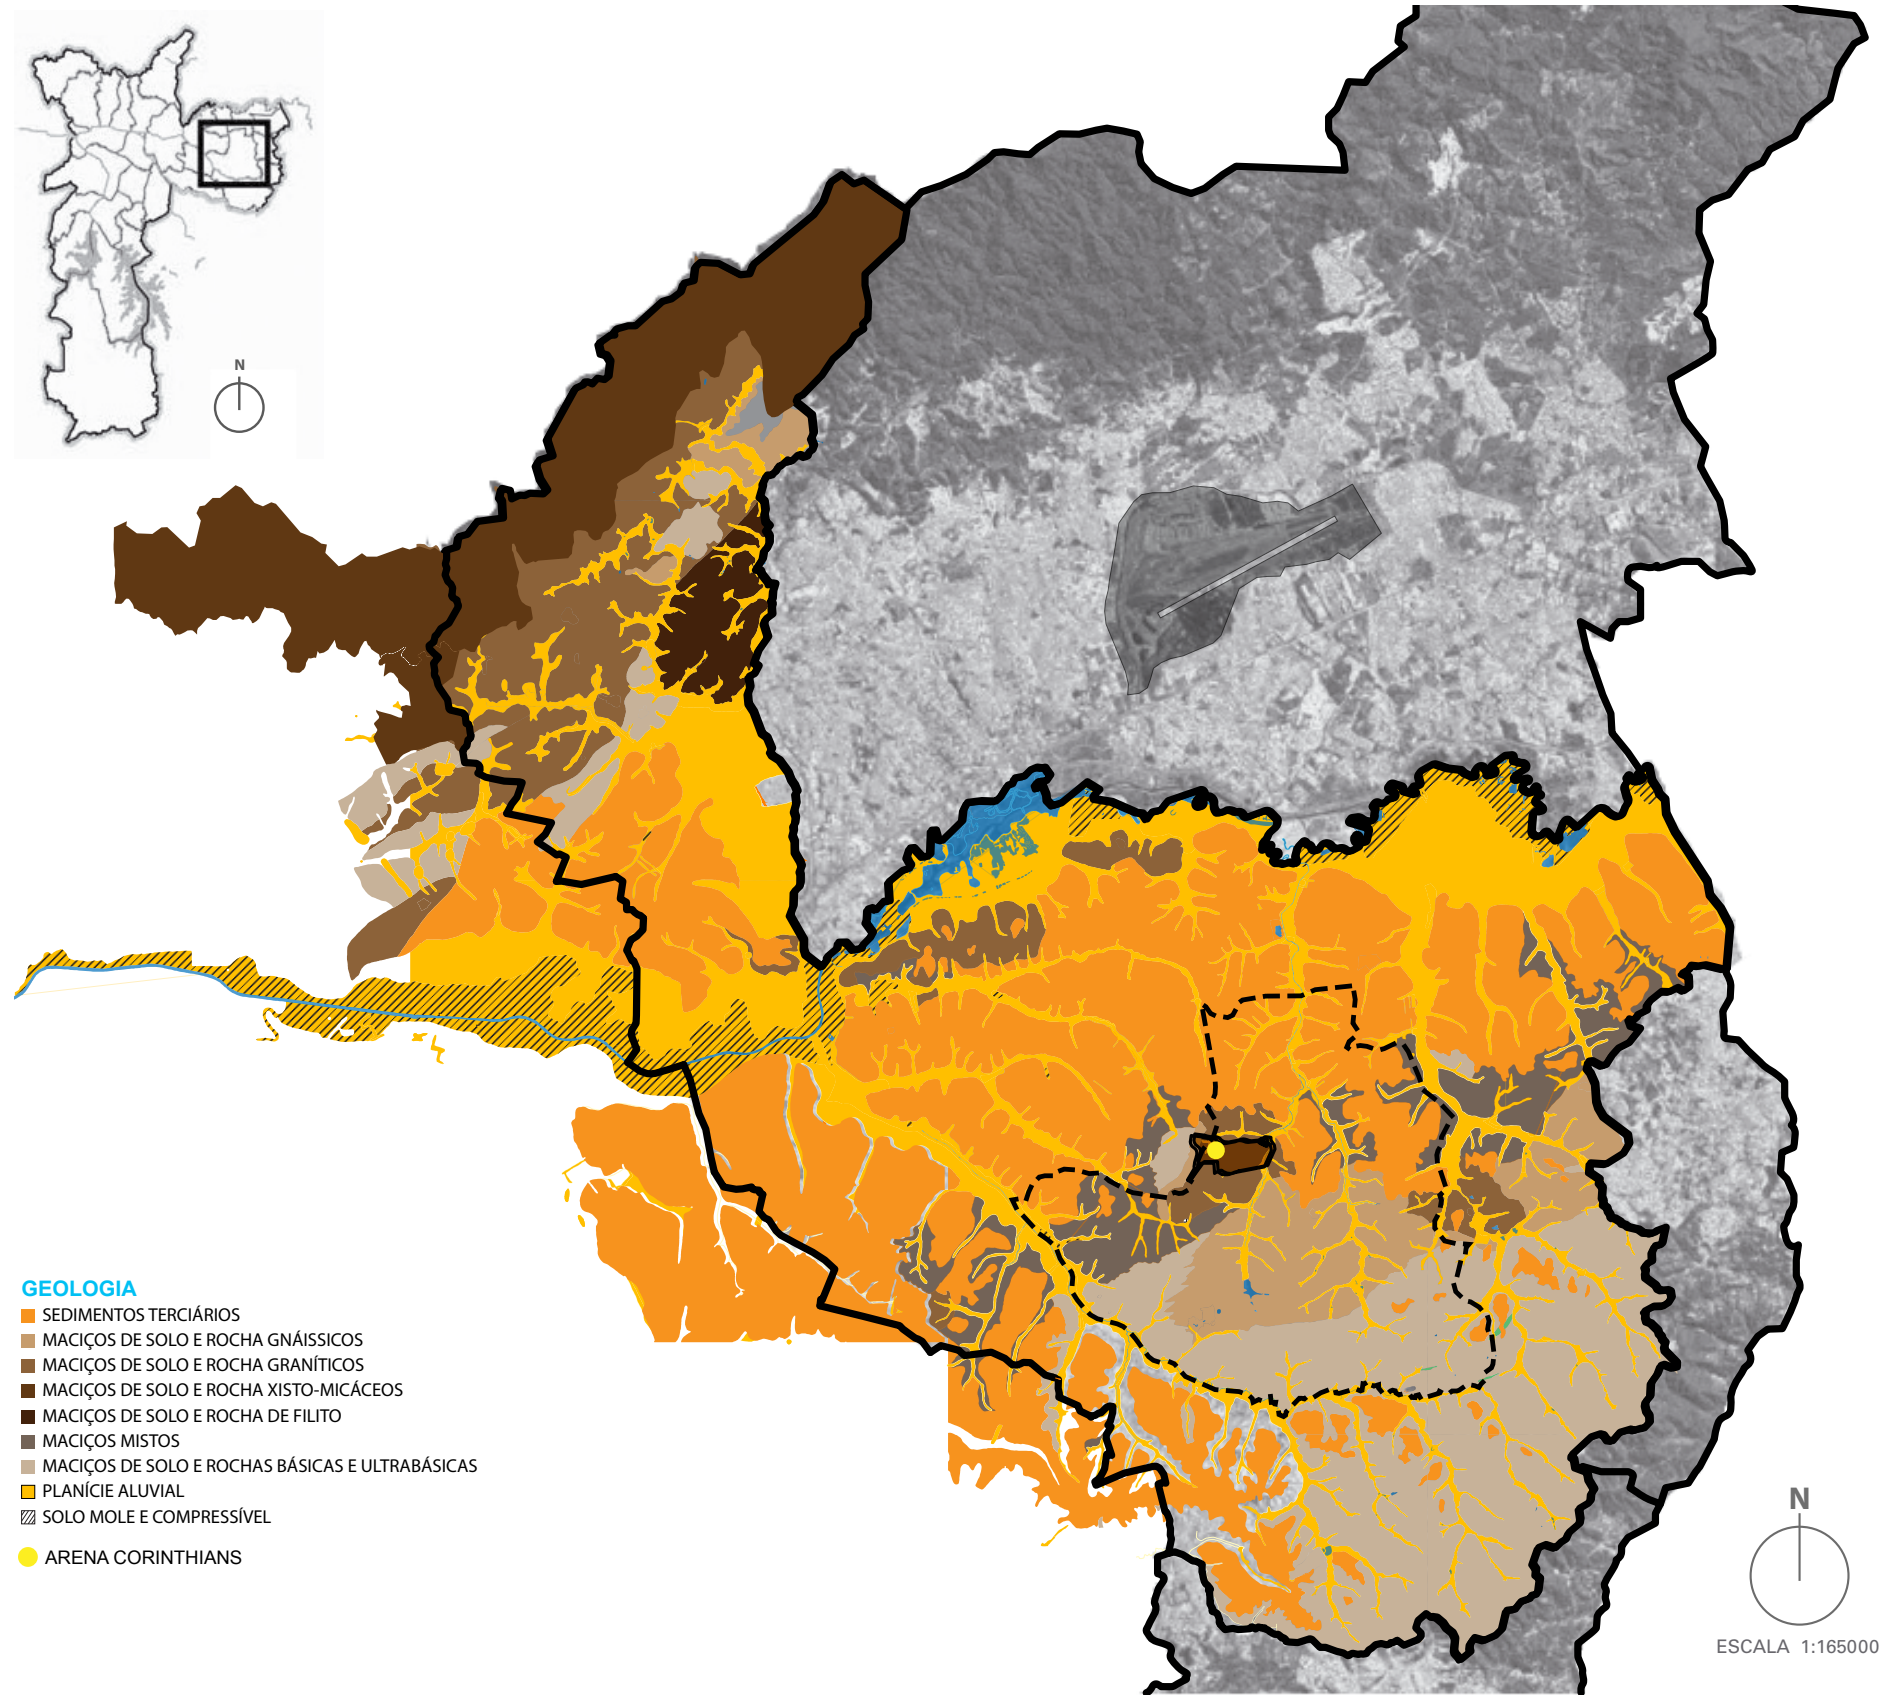 N
GEOLOGIA
SEDIMENTOS TERCIÁRIOS
MACIÇOS DE SOLO E ROCHA GNÁISSICOS
MACIÇOS DE SOLO E ROCHA GRANÍTICOS
MACIÇOS DE SOLO E ROCHA XISTO-MICÁCEOS
MACIÇOS DE SOLO E ROCHA DE FILITO
MACIÇOS MISTOS
MACIÇOS DE SOLO E ROCHAS BÁSICAS E ULTRABÁSICAS
PLANÍCIE ALUVIAL
SOLO MOLE E COMPRESSÍVEL
ARENA CORINTHIANS
N
ESCALA 1:165000